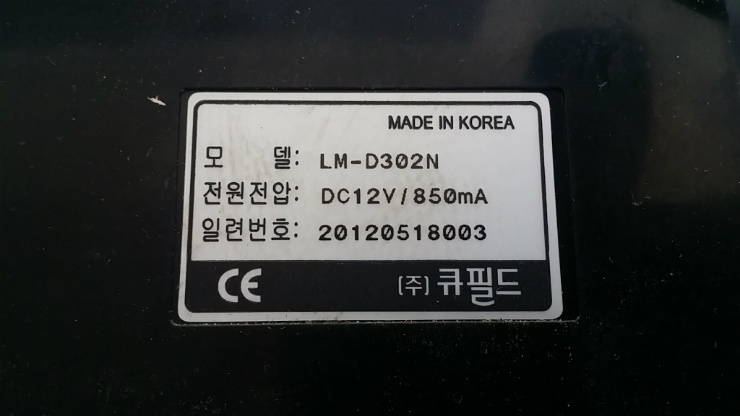 MADE IN KOREA
모 델: LM-D302N
전원전압: DC12V/850mA
일련번호: 20120518003
CE (주)큐필드